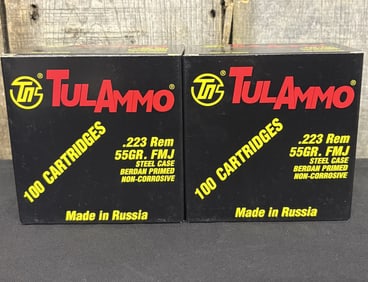 TulAmmo®
100 CARTRIDGES
.223 Rem
55GR. FMJ
STEEL CASE
BERDAN PRIMED
NON-CORROSIVE
Made in Russia
TulAmmo®
100 CARTRIDGES
.223 Rem
55GR. FMJ
STEEL CASE
BERDAN PRIMED
NON-CORROSIVE
Made in Russia